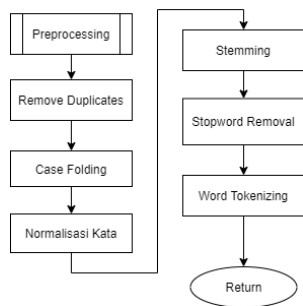 Preprocessing
Remove Duplicates
Case Folding
Normalisasi Kata
Stemming
Stopword Removal
Word Tokenizing
Return